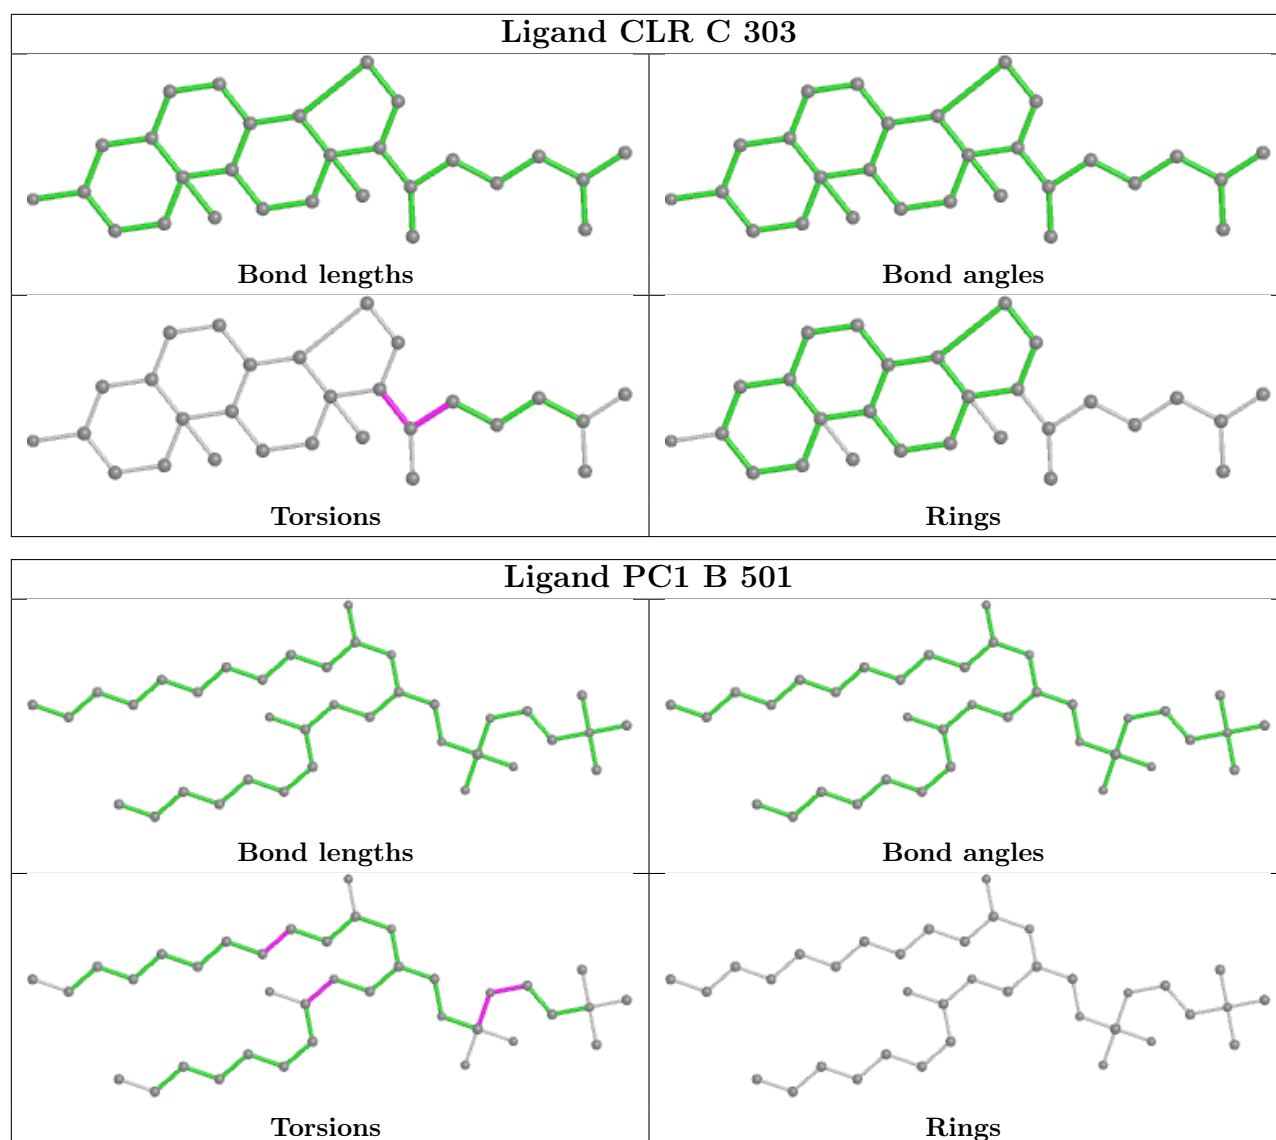 Ligand CLR C 303
Bond lengths
Bond angles
Torsions
Rings
Ligand PC1 B 501
Bond lengths
Bond angles
Torsions
Rings